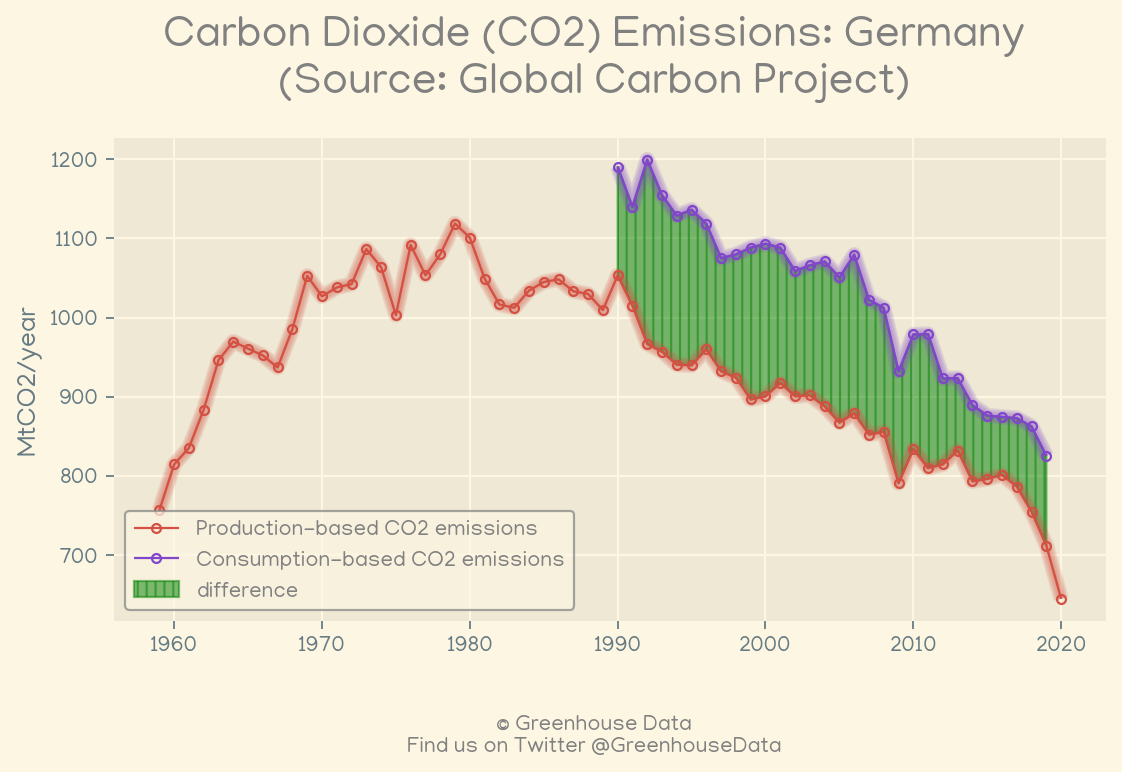 Carbon Dioxide (CO2) Emissions: Germany
(Source: Global Carbon Project)
MtCO2/year
1200
1100
1000
900
800
700
Production-based CO2 emissions
Consumption-based CO2 emissions
difference
1960 1970 1980 1990 2000 2010 2020
© Greenhouse Data
Find us on Twitter @GreenhouseData